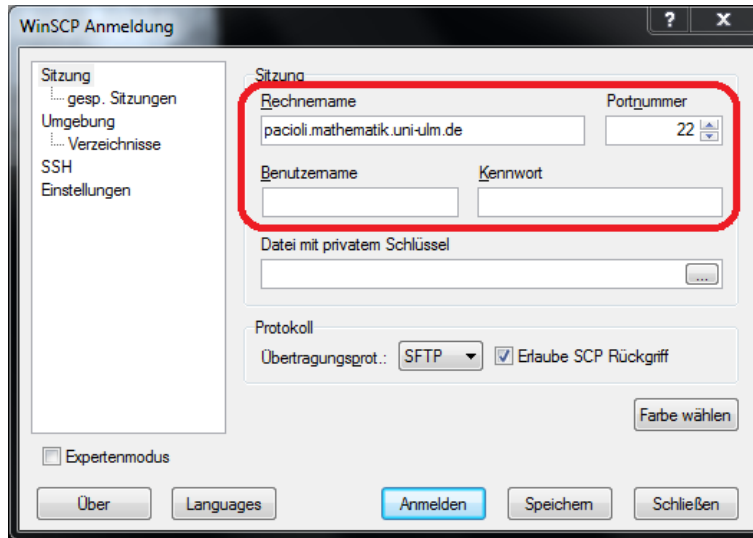 WinSCP Anmeldung
? X
Sitzung
gesp. Sitzungen
Umgebung
Verzeichnisse
SSH
Einstellungen
Sitzung
Rechnername Portnummer
pacioli.mathematik.uni-ulm.de 22
Benutzername Kennwort
Datei mit privatem Schlüssel
...
Protokoll
Übertragungsprot.: SFTP Erlaube SCP Rückgriff
Farbe wählen
Expertenmodus
Über Languages Anmelden Speichern Schließen